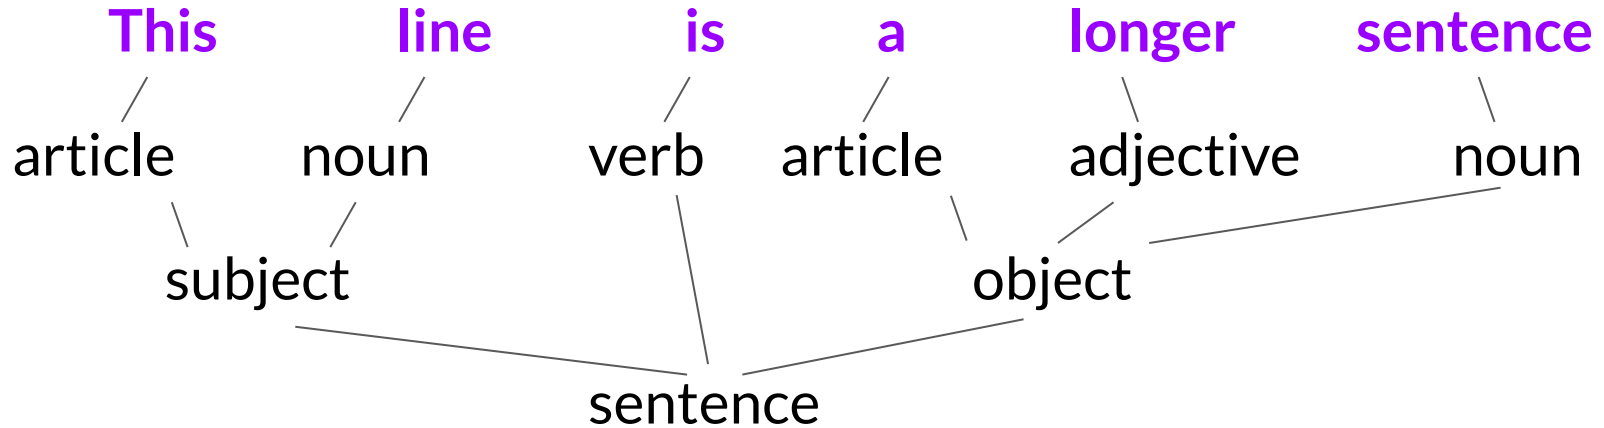 This line is a longer sentence
article noun verb article adjective noun
subject object
sentence